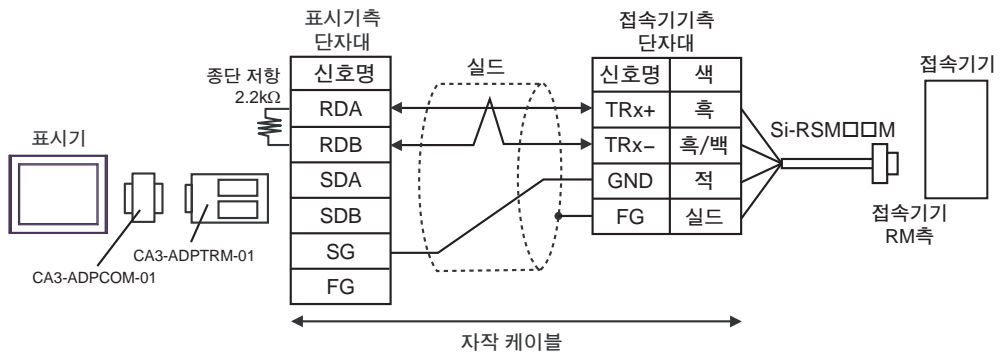 표시기
CA3-ADPCOM-01
CA3-ADPTRM-01
종단 저항
2.2kΩ
표시기측
단자대
신호명
RDA
RDB
SDA
SDB
SG
FG
실드
접속기기측
단자대
신호명 색
TRx+ 흑
TRx− 흑/백
GND 적
FG 실드
Si-RSM□□M
접속기기
접속기기
RM측
자작 케이블